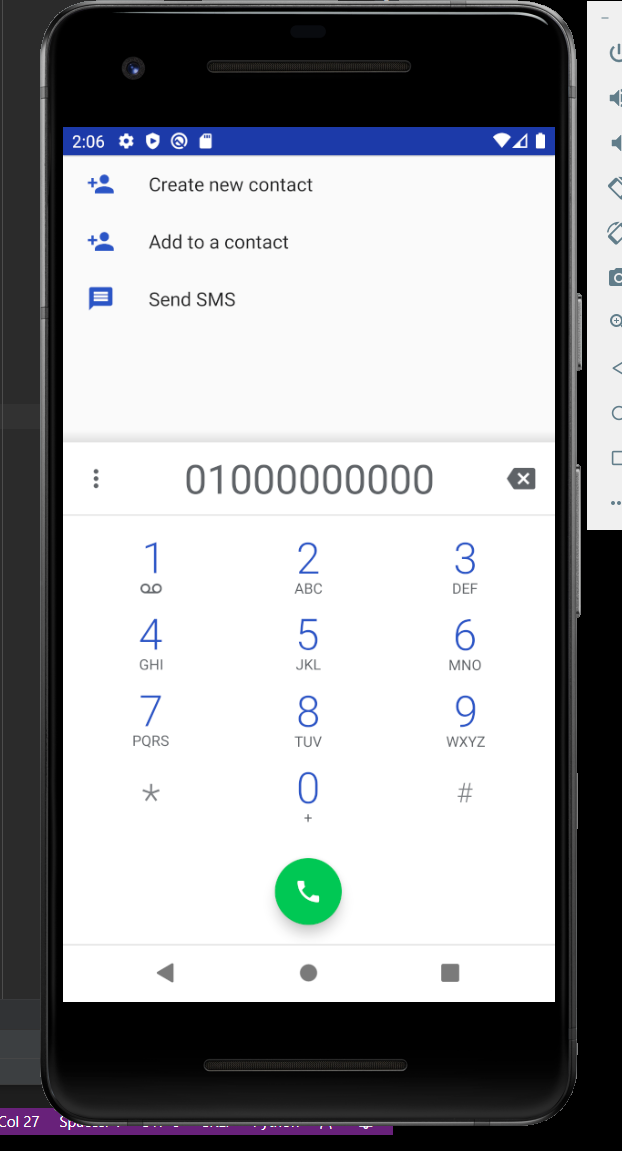 2:06
Create new contact
Add to a contact
Send SMS
01000000000
1 2 3
ABC DEF
4 5 6
GHI JKL MNO
7 8 9
PQRS TUV WXYZ
* 0 #
+
Col 27